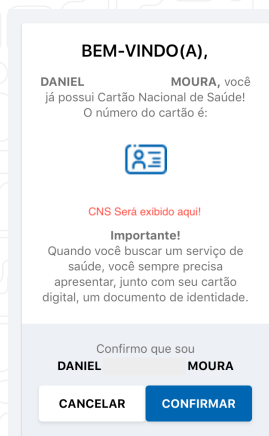 BEM-VINDO(A),
DANIEL MOURA, você
já possui Cartão Nacional de Saúde!
O número do cartão é:
CNS Será exibido aqui!
Importante!
Quando você buscar um serviço de
saúde, você sempre precisa
apresentar, junto com seu cartão
digital, um documento de identidade.
Confirmo que sou
DANIEL MOURA
CANCELAR CONFIRMAR